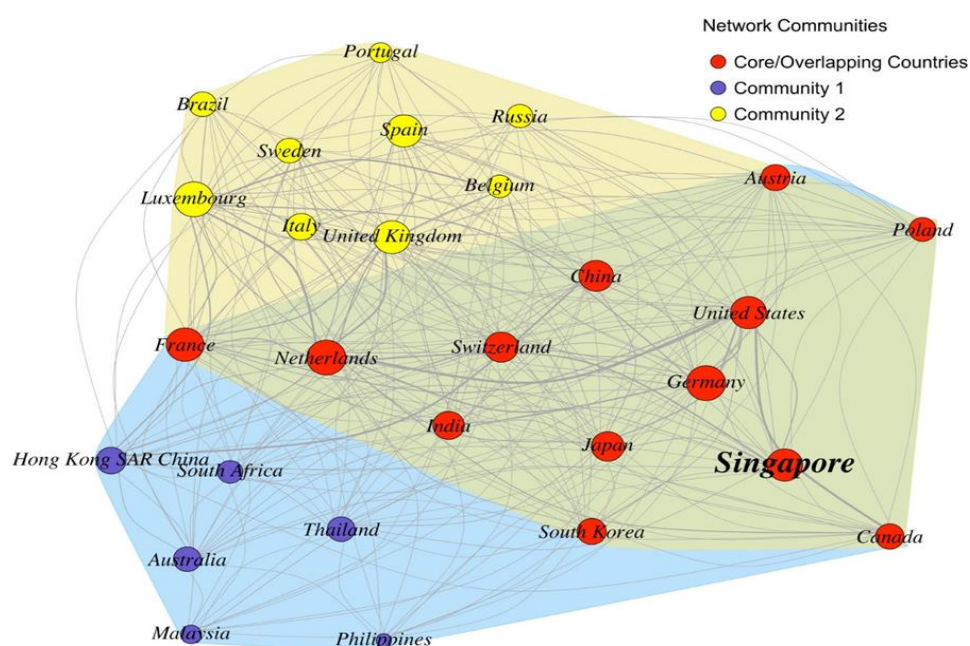 Network Communities
Core/Overlapping Countries
Community 1
Community 2
Portugal
Brazil
Russia
Spain
Sweden
Belgium
Austria
Luxembourg
Italy
United Kingdom
Poland
China
United States
France
Netherlands
Switzerland
Germany
India
Japan
Hong Kong SAR China
South Africa
Singapore
Thailand
South Korea
Canada
Australia
Malaysia
Philippines